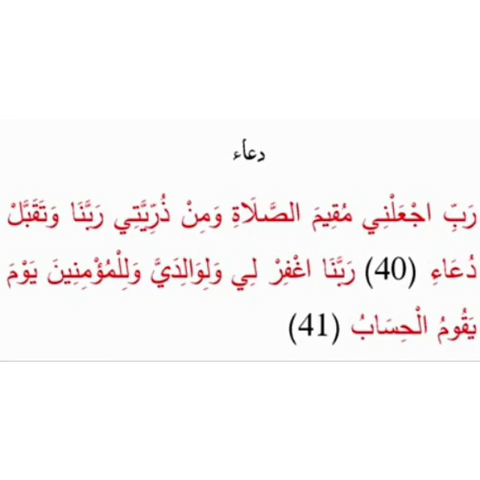 دعاء
رَبِّ اجْعَلْنِي مُقِيمَ الصَّلَاةِ وَمِنْ ذُرِّيَّتِي رَبَّنَا وَتَقَبَّلْ
دُعَاءِ (40) رَبَّنَا اغْفِرْ لِي وَلِوَالِدَيَّ وَلِلْمُؤْمِنِينَ يَوْمَ
يَقُومُ الْحِسَابُ (41)